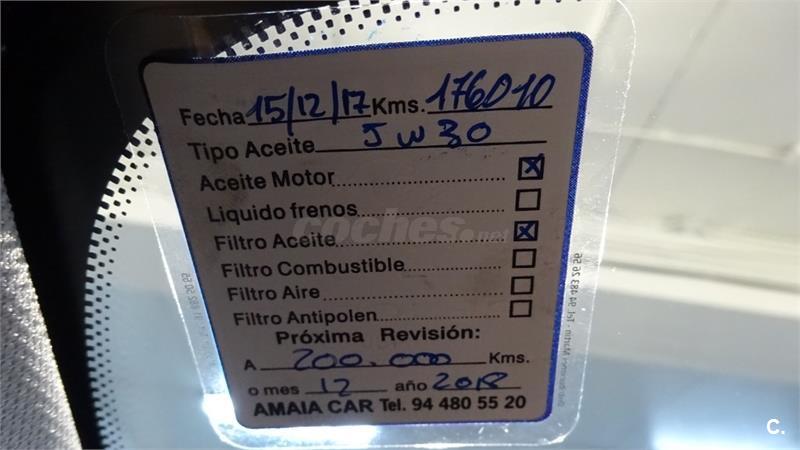 Fecha 15/12/17 Kms. 176010
Tipo Aceite 5W30
Aceite Motor
Liquido frenos
Filtro Aceite
coches.net
Filtro Combustible
Filtro Aire
Filtro Antipolen
Próxima Revisión:
A 200.000 Kms.
o mes 12 año 2018
AMAIA CAR Tel. 94 480 55 20
C.